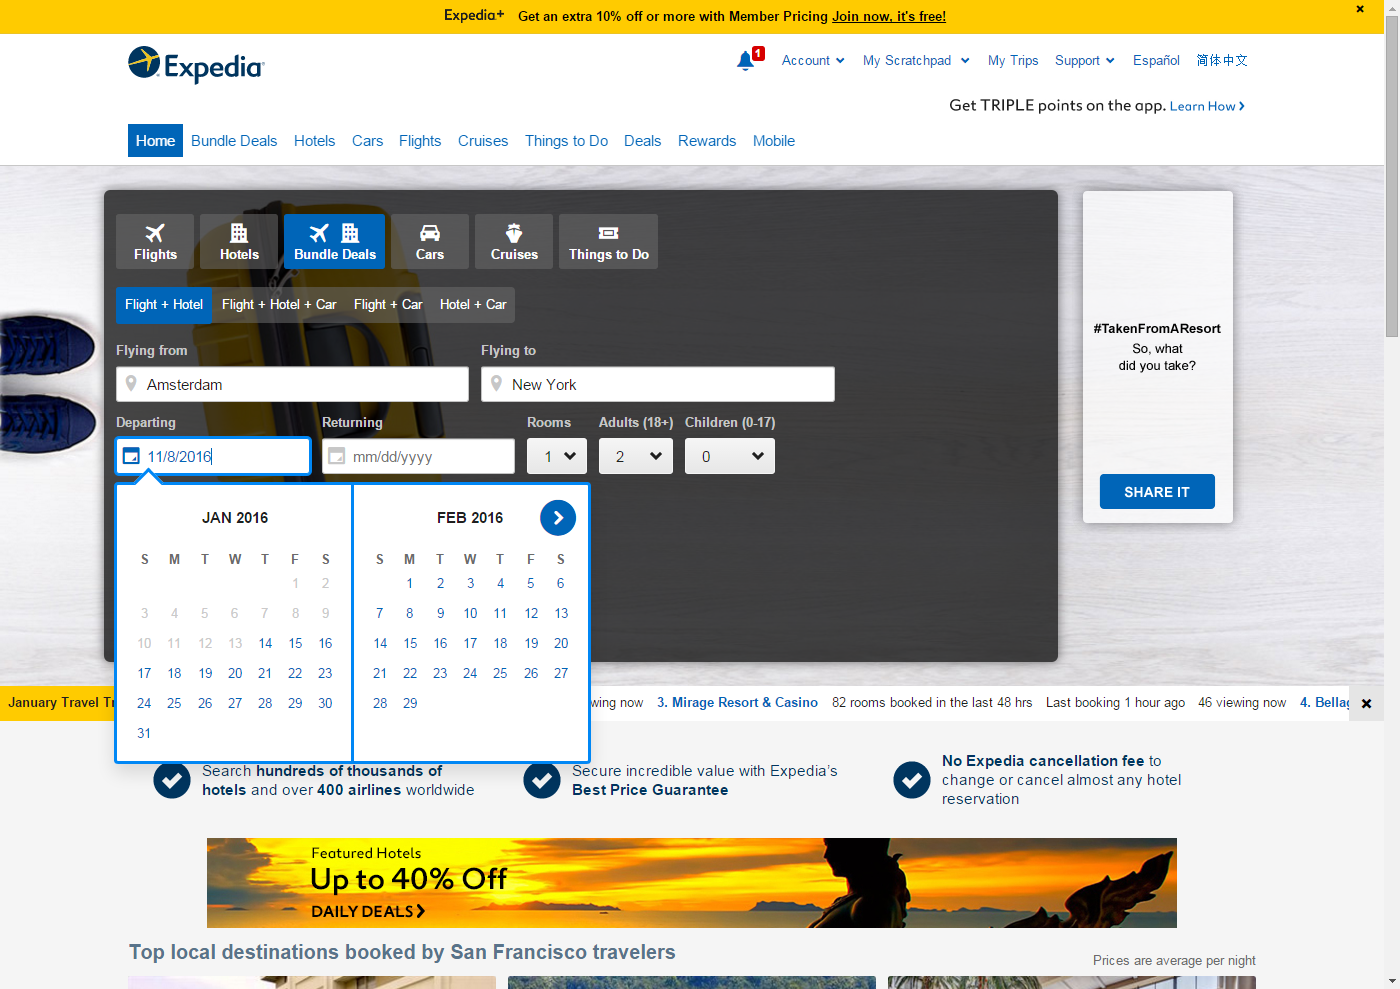 Expedia+ Get an extra 10% off or more with Member Pricing Join now, it's free!
Expedia
1
Account My Scratchpad My Trips Support Español 简体中文
Get TRIPLE points on the app. Learn How
Home Bundle Deals Hotels Cars Flights Cruises Things to Do Deals Rewards Mobile
Flights Hotels Bundle Deals Cars Cruises Things to Do
Flight + Hotel Flight + Hotel + Car Flight + Car Hotel + Car
Flying from Flying to
Amsterdam New York
Departing Returning Rooms Adults (18+) Children (0-17)
11/8/2016 mm/dd/yyyy 1 2 0
JAN 2016
S M T W T F S
1 2
3 4 5 6 7 8 9
10 11 12 13 14 15 16
17 18 19 20 21 22 23
24 25 26 27 28 29 30
31
FEB 2016
S M T W T F S
1 2 3 4 5 6
7 8 9 10 11 12 13
14 15 16 17 18 19 20
21 22 23 24 25 26 27
28 29
#TakenFromAResort
So, what
did you take?
SHARE IT
January Travel Tr
wing now 3. Mirage Resort & Casino 82 rooms booked in the last 48 hrs Last booking 1 hour ago 46 viewing now 4. Bellag
Search hundreds of thousands of
hotels and over 400 airlines worldwide
Secure incredible value with Expedia's
Best Price Guarantee
No Expedia cancellation fee to
change or cancel almost any hotel
reservation
Featured Hotels
Up to 40% Off
DAILY DEALS
Top local destinations booked by San Francisco travelers
Prices are average per night